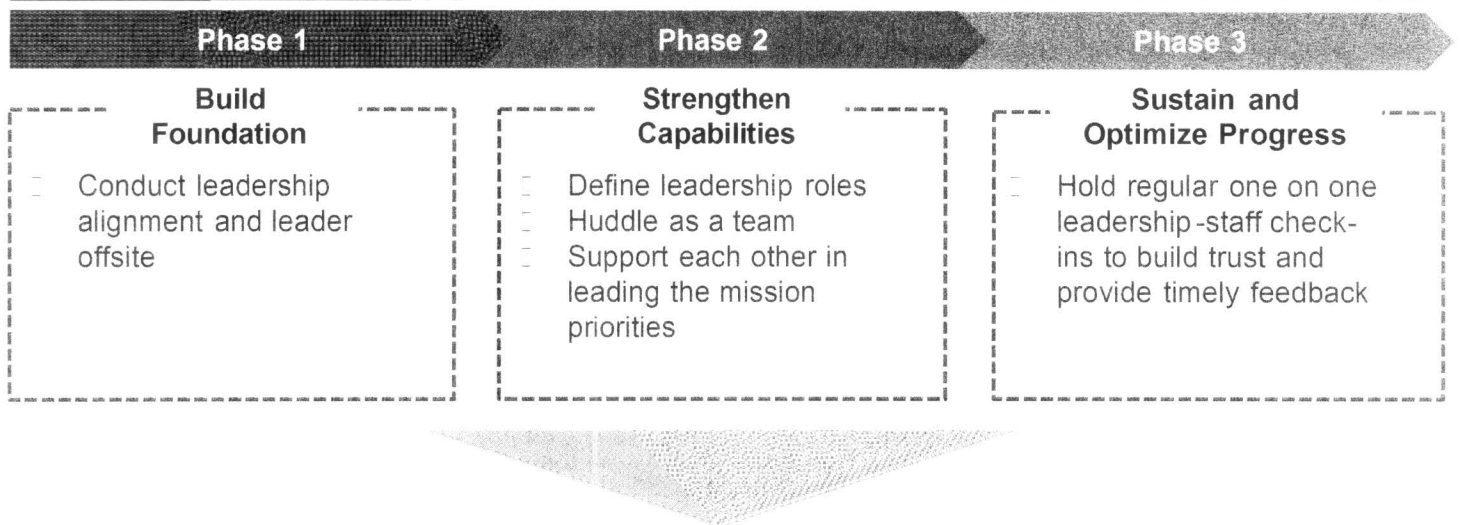 Phase 1
Phase 2
Phase 3
Build
Foundation
Conduct leadership
alignment and leader
offsite
Strengthen
Capabilities
Define leadership roles
Huddle as a team
Support each other in
leading the mission
priorities
Sustain and
Optimize Progress
Hold regular one on one
leadership-staff check-
ins to build trust and
provide timely feedback